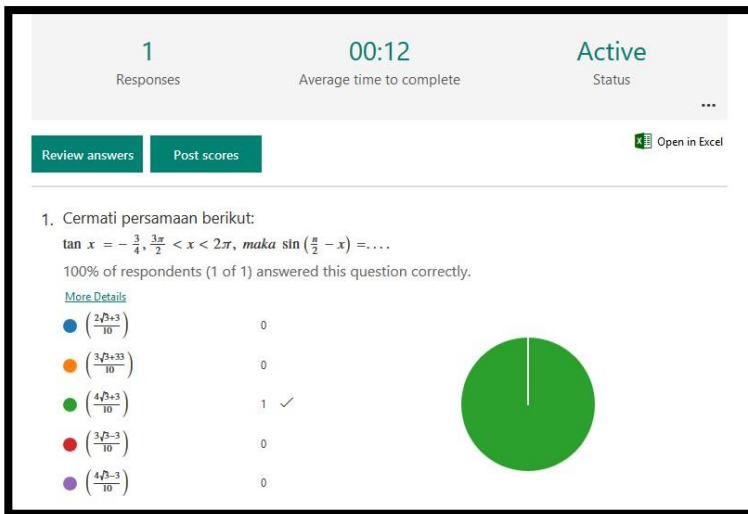 1
Responses
00:12
Average time to complete
Active
Status
...
Review answers
Post scores
Open in Excel
1. Cermati persamaan berikut:
tan x = − 3/4, 3π/2 < x < 2π, maka sin (π/2 − x) =....
100% of respondents (1 of 1) answered this question correctly.
More Details
(2√3+3/10) 0
(3√3+33/10) 0
(4√3+3/10) 1 ✓
(3√3−3/10) 0
(4√3−3/10) 0